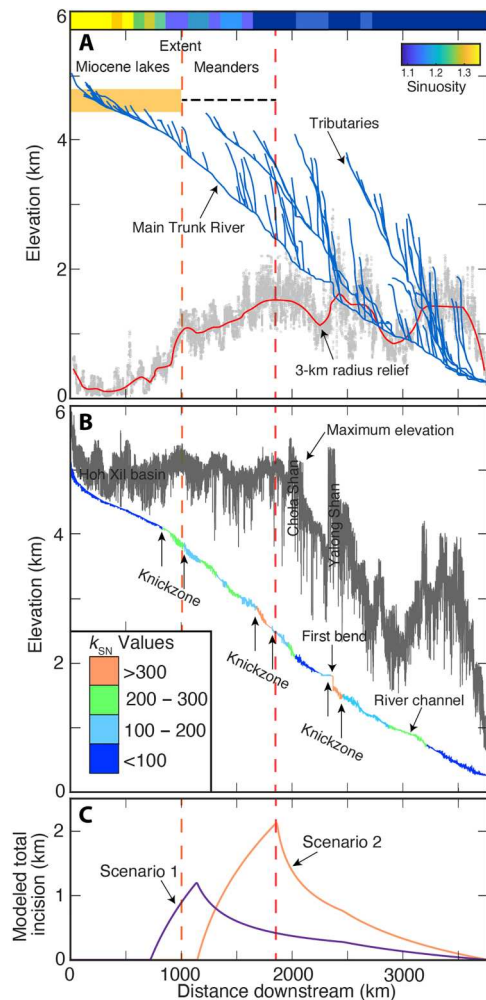 A
Extent
Miocene lakes
Meanders
1.1
1.2
1.3
Sinuosity
Tributaries
Main Trunk River
3-km radius relief
Elevation (km)
6
4
2
0
B
Maximum elevation
Hoh Xil basin
Chola Shan
Yalong Shan
Knickzone
First bend
Knickzone
River channel
Knickzone
kSN Values
>300
200 – 300
100 – 200
<100
Elevation (km)
6
4
2
0
C
Scenario 1
Scenario 2
Modeled total
incision (km)
2
1
0
0
1000
2000
3000
Distance downstream (km)